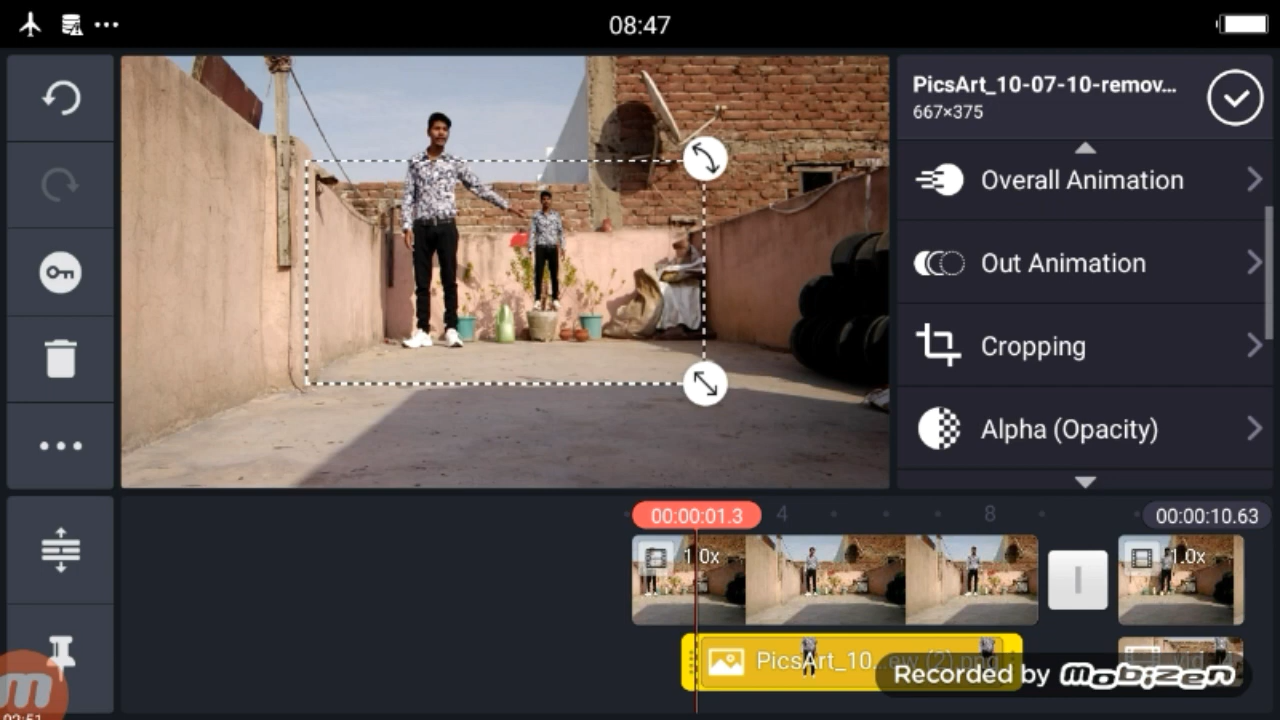 08:47
PicsArt_10-07-10-remov...
667×375
Overall Animation
Out Animation
Cropping
Alpha (Opacity)
00:00:01.3
4
8
00:00:10.63
1.0x
1.0x
PicsArt_10...ew (2).png
Recorded by mobizen
02:51